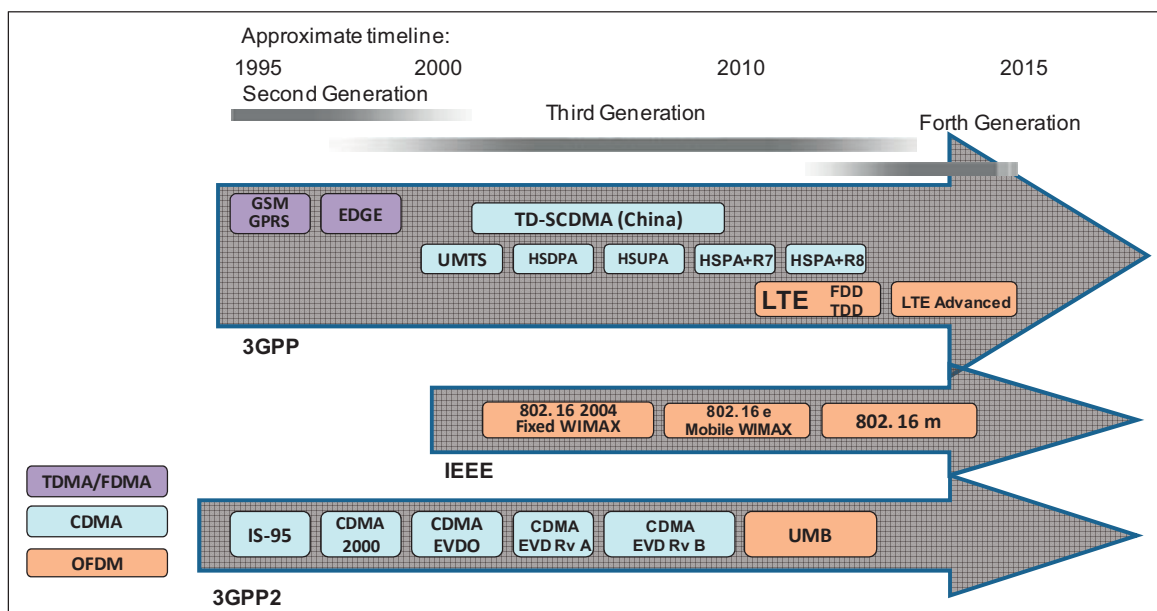 Approximate timeline:
1995 2000 2010 2015
Second Generation
Third Generation
Forth Generation
GSM
GPRS
EDGE
TD-SCDMA (China)
UMTS
HSDPA
HSUPA
HSPA+R7
HSPA+R8
LTE
FDD
TDD
LTE Advanced
3GPP
802. 16 2004
Fixed WIMAX
802. 16 e
Mobile WIMAX
802. 16 m
IEEE
TDMA/FDMA
CDMA
OFDM
IS-95
CDMA
2000
CDMA
EVDO
CDMA
EVD Rv A
CDMA
EVD Rv B
UMB
3GPP2